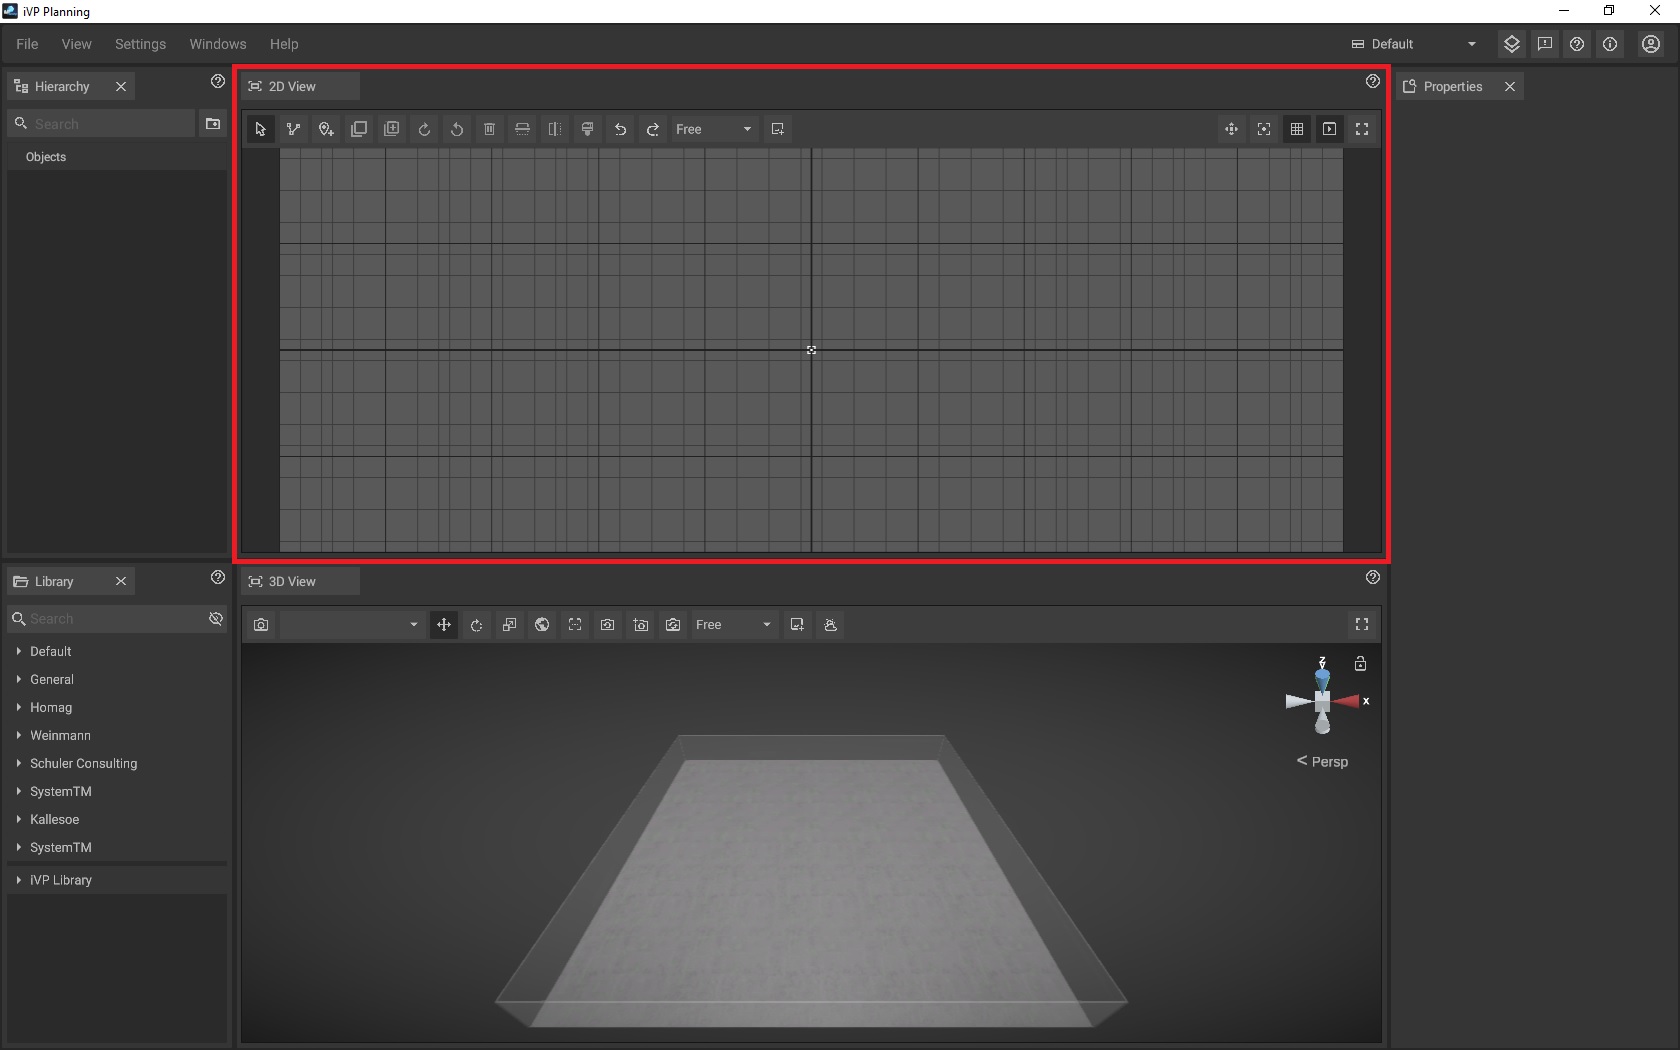 iVP Planning
File View Settings Windows Help Default
Hierarchy
Search
Objects
2D View
Free
Properties
Library
Search
Default
General
Homag
Weinmann
Schuler Consulting
SystemTM
Kallesoe
SystemTM
iVP Library
3D View
Free
Z
x
< Persp